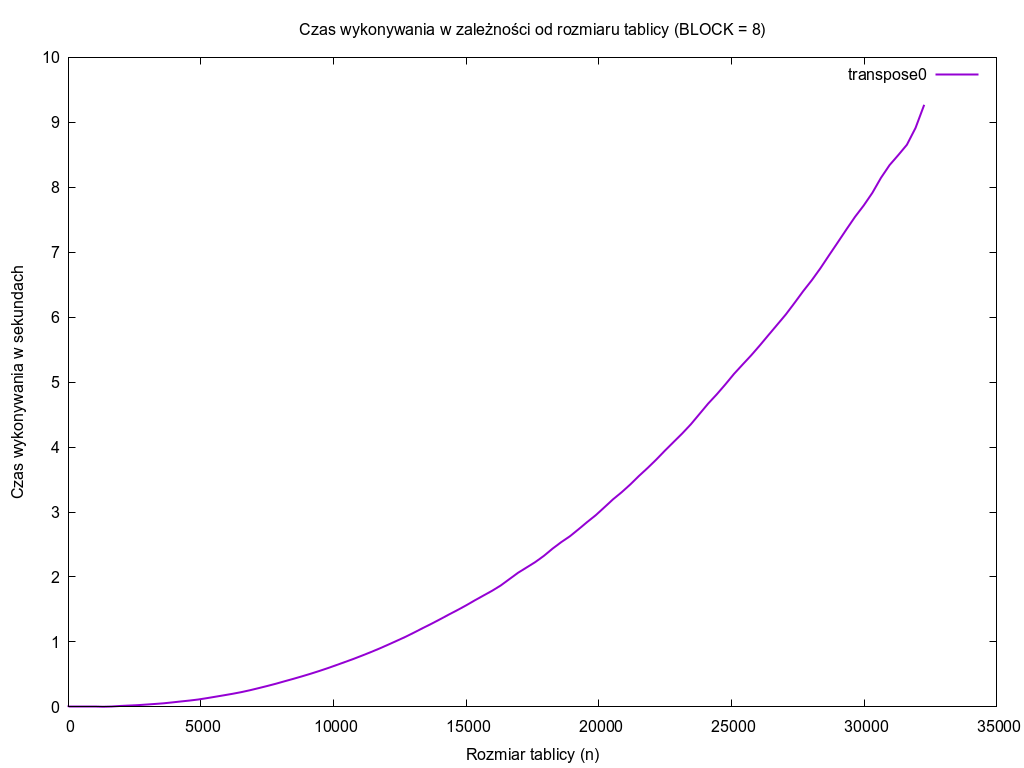 Czas wykonywania w zależności od rozmiaru tablicy (BLOCK = 8)
transpose0
10
9
8
7
6
5
4
3
2
1
0
Czas wykonywania w sekundach
0 5000 10000 15000 20000 25000 30000 35000
Rozmiar tablicy (n)